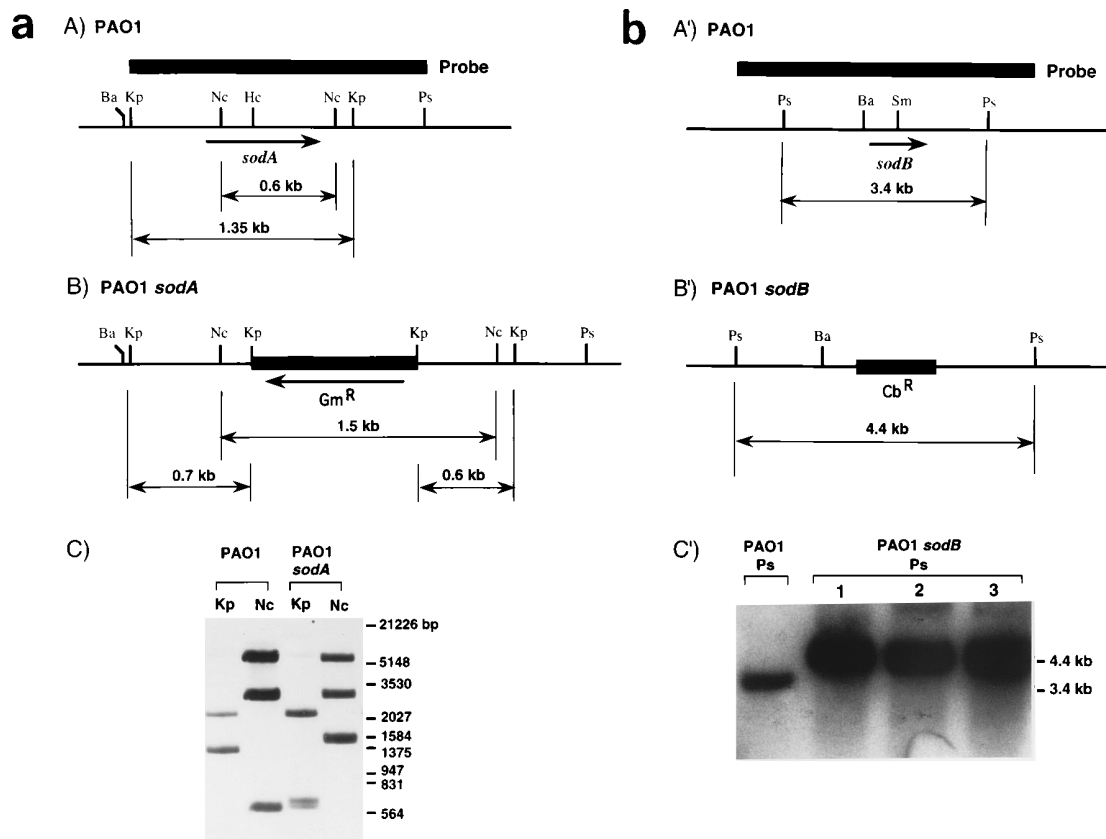 a
A) PAO1
Probe
Ba Kp Nc Hc Nc Kp Ps
sodA
0.6 kb
1.35 kb
B) PAO1 sodA
Ba Kp Nc Kp Kp Nc Kp Ps
Gm^R
1.5 kb
0.7 kb 0.6 kb
C)
PAO1 PAO1 sodA
Kp Nc Kp Nc
21226 bp
5148
3530
2027
1584
1375
947
831
564
b
A') PAO1
Probe
Ps Ba Sm Ps
sodB
3.4 kb
B') PAO1 sodB
Ps Ba Ps
Cb^R
4.4 kb
C')
PAO1 PAO1 sodB
Ps Ps
1 2 3
4.4 kb
3.4 kb